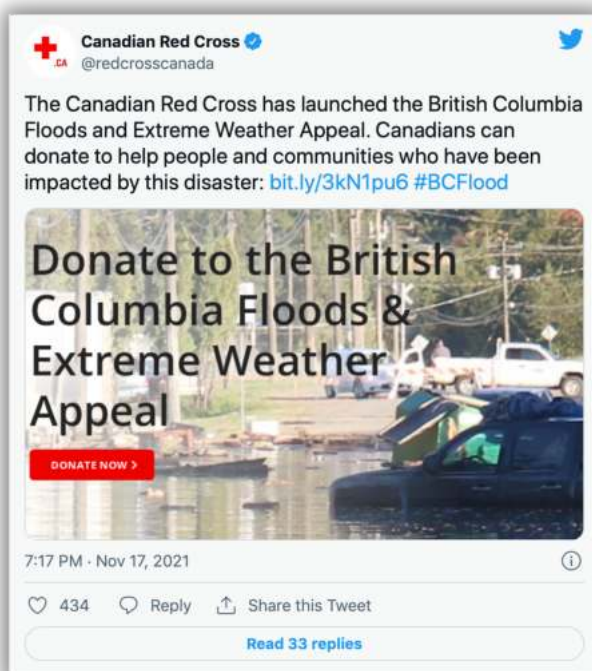 Canadian Red Cross
.CA
@redcrosscanada
The Canadian Red Cross has launched the British Columbia
Floods and Extreme Weather Appeal. Canadians can
donate to help people and communities who have been
impacted by this disaster: bit.ly/3kN1pu6 #BCFlood
Donate to the British
Columbia Floods &
Extreme Weather
Appeal
DONATE NOW >
7:17 PM · Nov 17, 2021
434 Reply Share this Tweet
Read 33 replies